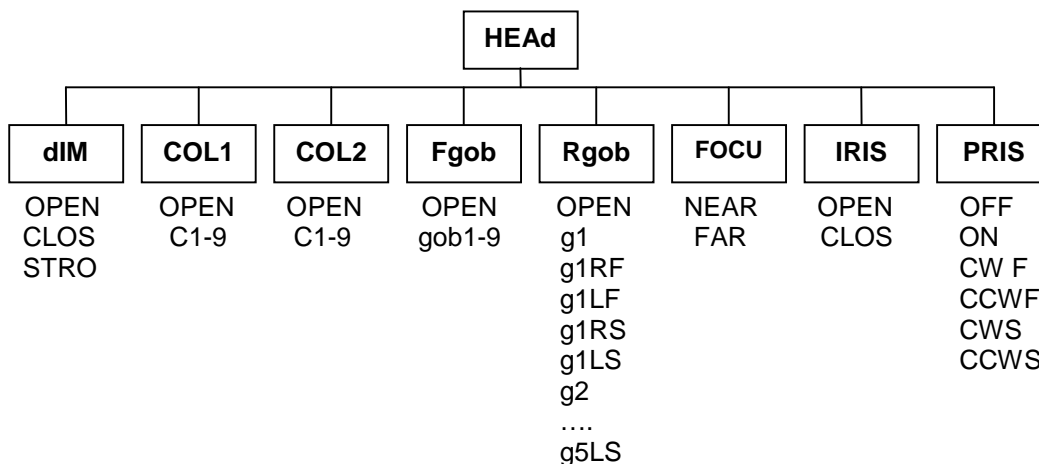 HEAd
dIM COL1 COL2 Fgob Rgob FOCU IRIS PRIS
OPEN OPEN OPEN OPEN OPEN NEAR OPEN OFF
CLOS C1-9 C1-9 gob1-9 g1 FAR CLOS ON
STRO g1RF CW F
g1LF CCWF
g1RS CWS
g1LS CCWS
g2
....
g5LS